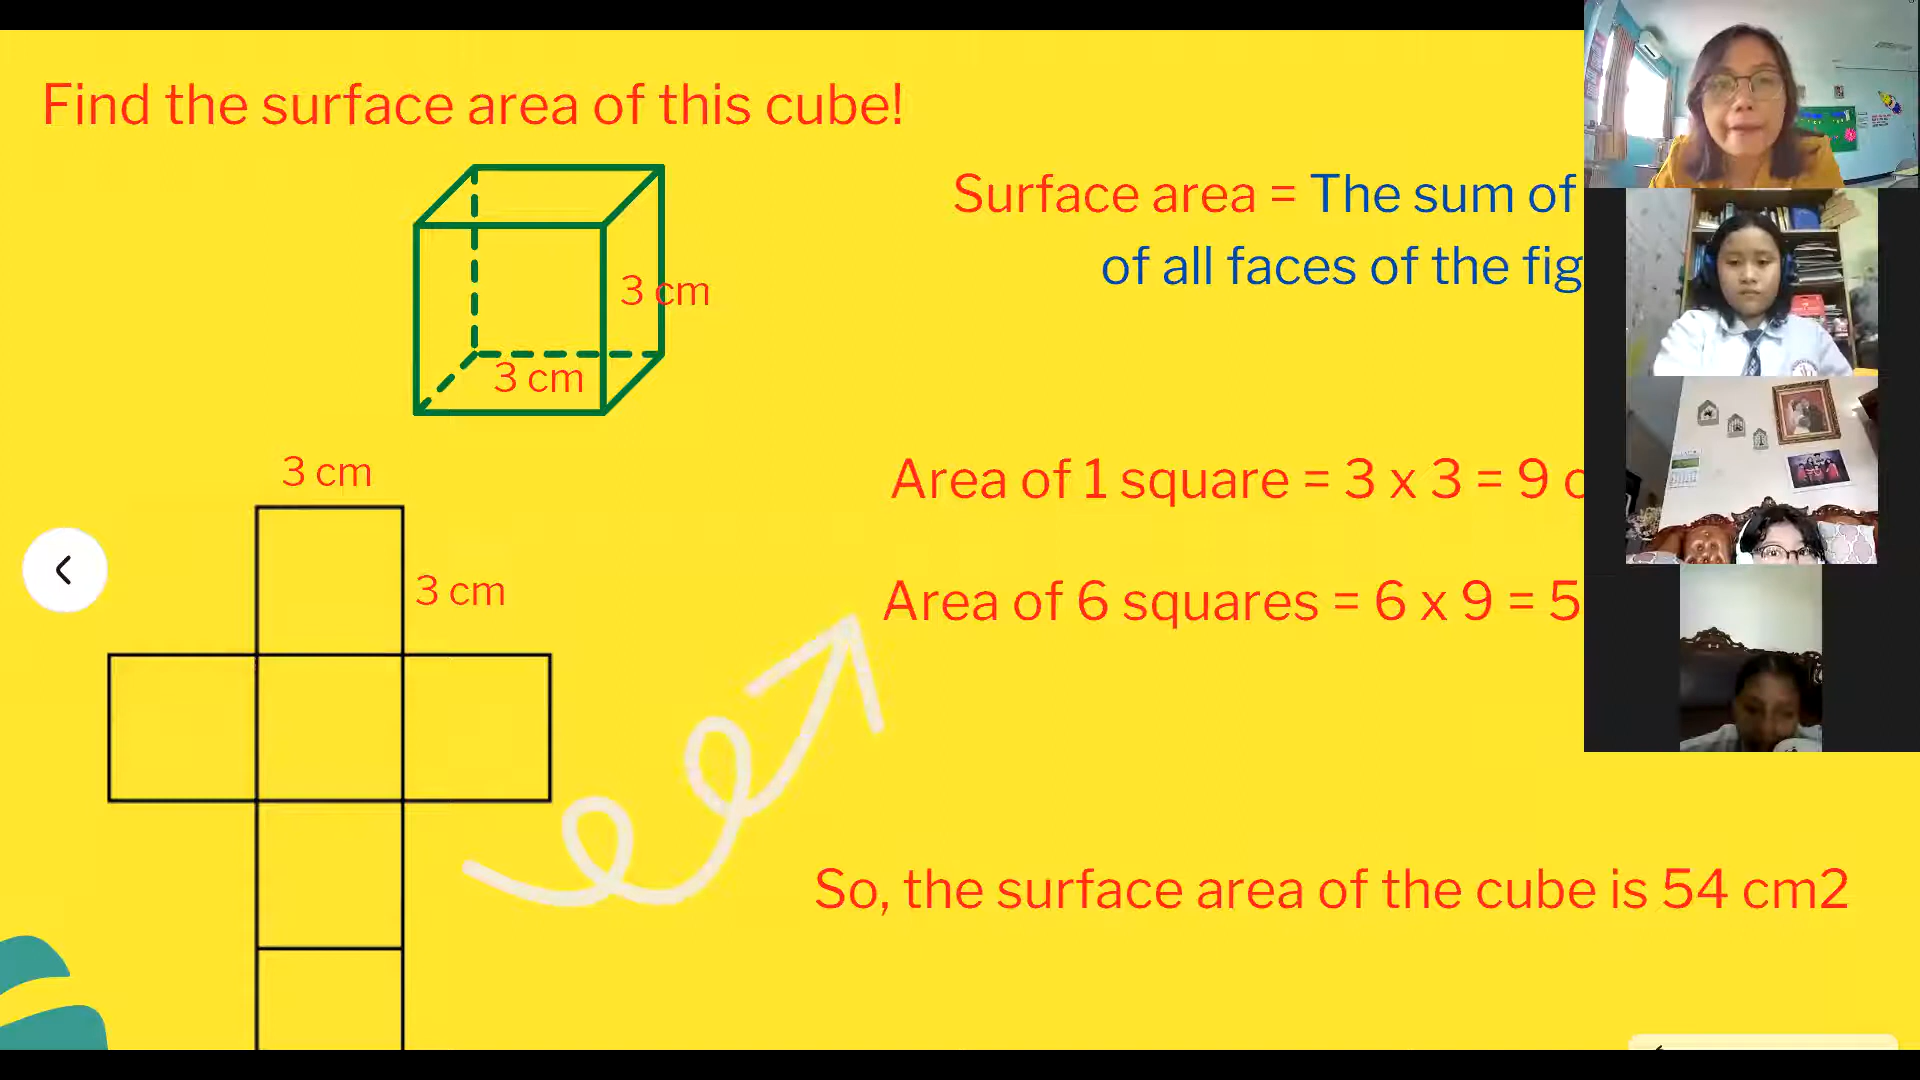 Find the surface area of this cube!
Surface area = The sum of
of all faces of the fig
3 cm
3 cm
3 cm
3 cm
Area of 1 square = 3 x 3 = 9 c
Area of 6 squares = 6 x 9 = 5
So, the surface area of the cube is 54 cm2